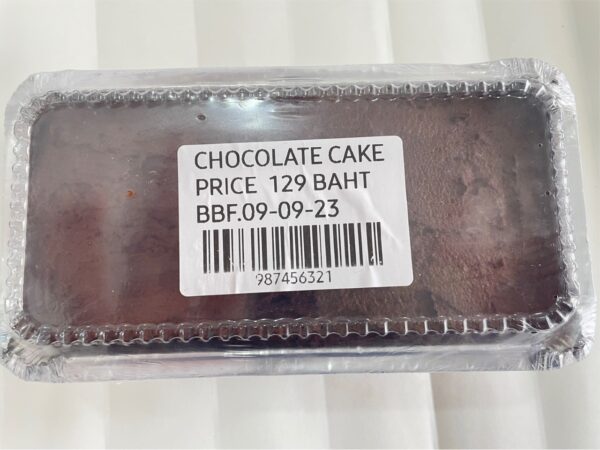 CHOCOLATE CAKE
PRICE 129 BAHT
BBF.09-09-23
987456321